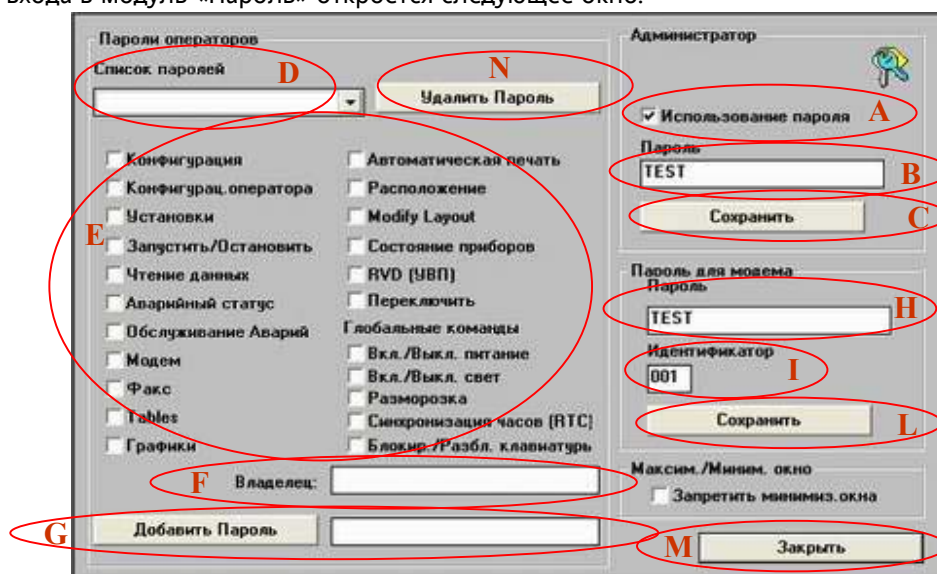 входа в модуль «Пароль» откроется следующее окно:
Пароли операторов
Список паролей
D
N
Удалить Пароль
E
Конфигурация
Конфигурац.оператора
Установки
Запустить/Остановить
Чтение данных
Аварийный статус
Обслуживание Аварий
Модем
Факс
Tables
Графики
Автоматическая печать
Расположение
Modify Layout
Состояние приборов
RVD (УВП)
Переключить
Глобальные команды
Вкл./Выкл. питание
Вкл./Выкл. свет
Разморозка
Синхронизация часов (RTC)
Блокир./Разбл. клавиатурь
F
Владелец:
G
Добавить Пароль
Администратор
Использование пароля
A
Пароль
TEST
B
Сохранить
C
Пароль для модема
Пароль
TEST
H
Идентификатор
001
I
Сохранить
L
Максим./Миним. окно
Запретить минимиз.окна
M
Закрыть